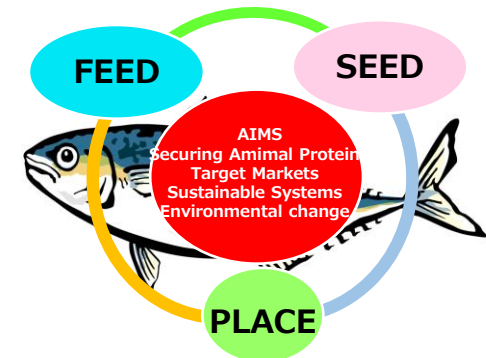 FEED
SEED
AIMS
Securing Amimal Protein
Target Markets
Sustainable Systems
Environmental change
PLACE